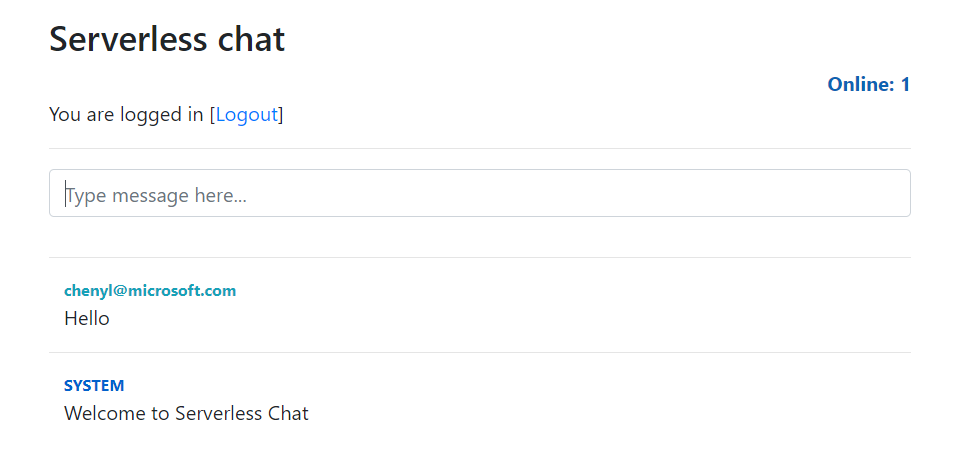 Serverless chat
Online: 1
You are logged in [Logout]
Type message here...
chenyl@microsoft.com
Hello
SYSTEM
Welcome to Serverless Chat